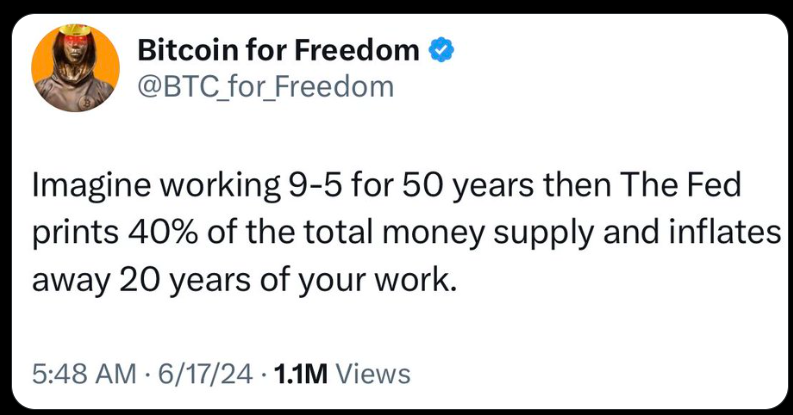 Bitcoin for Freedom
@BTC_for_Freedom
Imagine working 9-5 for 50 years then The Fed
prints 40% of the total money supply and inflates
away 20 years of your work.
5:48 AM · 6/17/24 · 1.1M Views